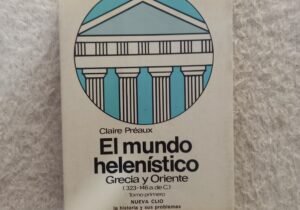 Claire Préaux
El mundo
helenístico
Grecia y Oriente
(323-146 a. de C.)
Tomo primero
NUEVA CLIO
la historia y sus problemas